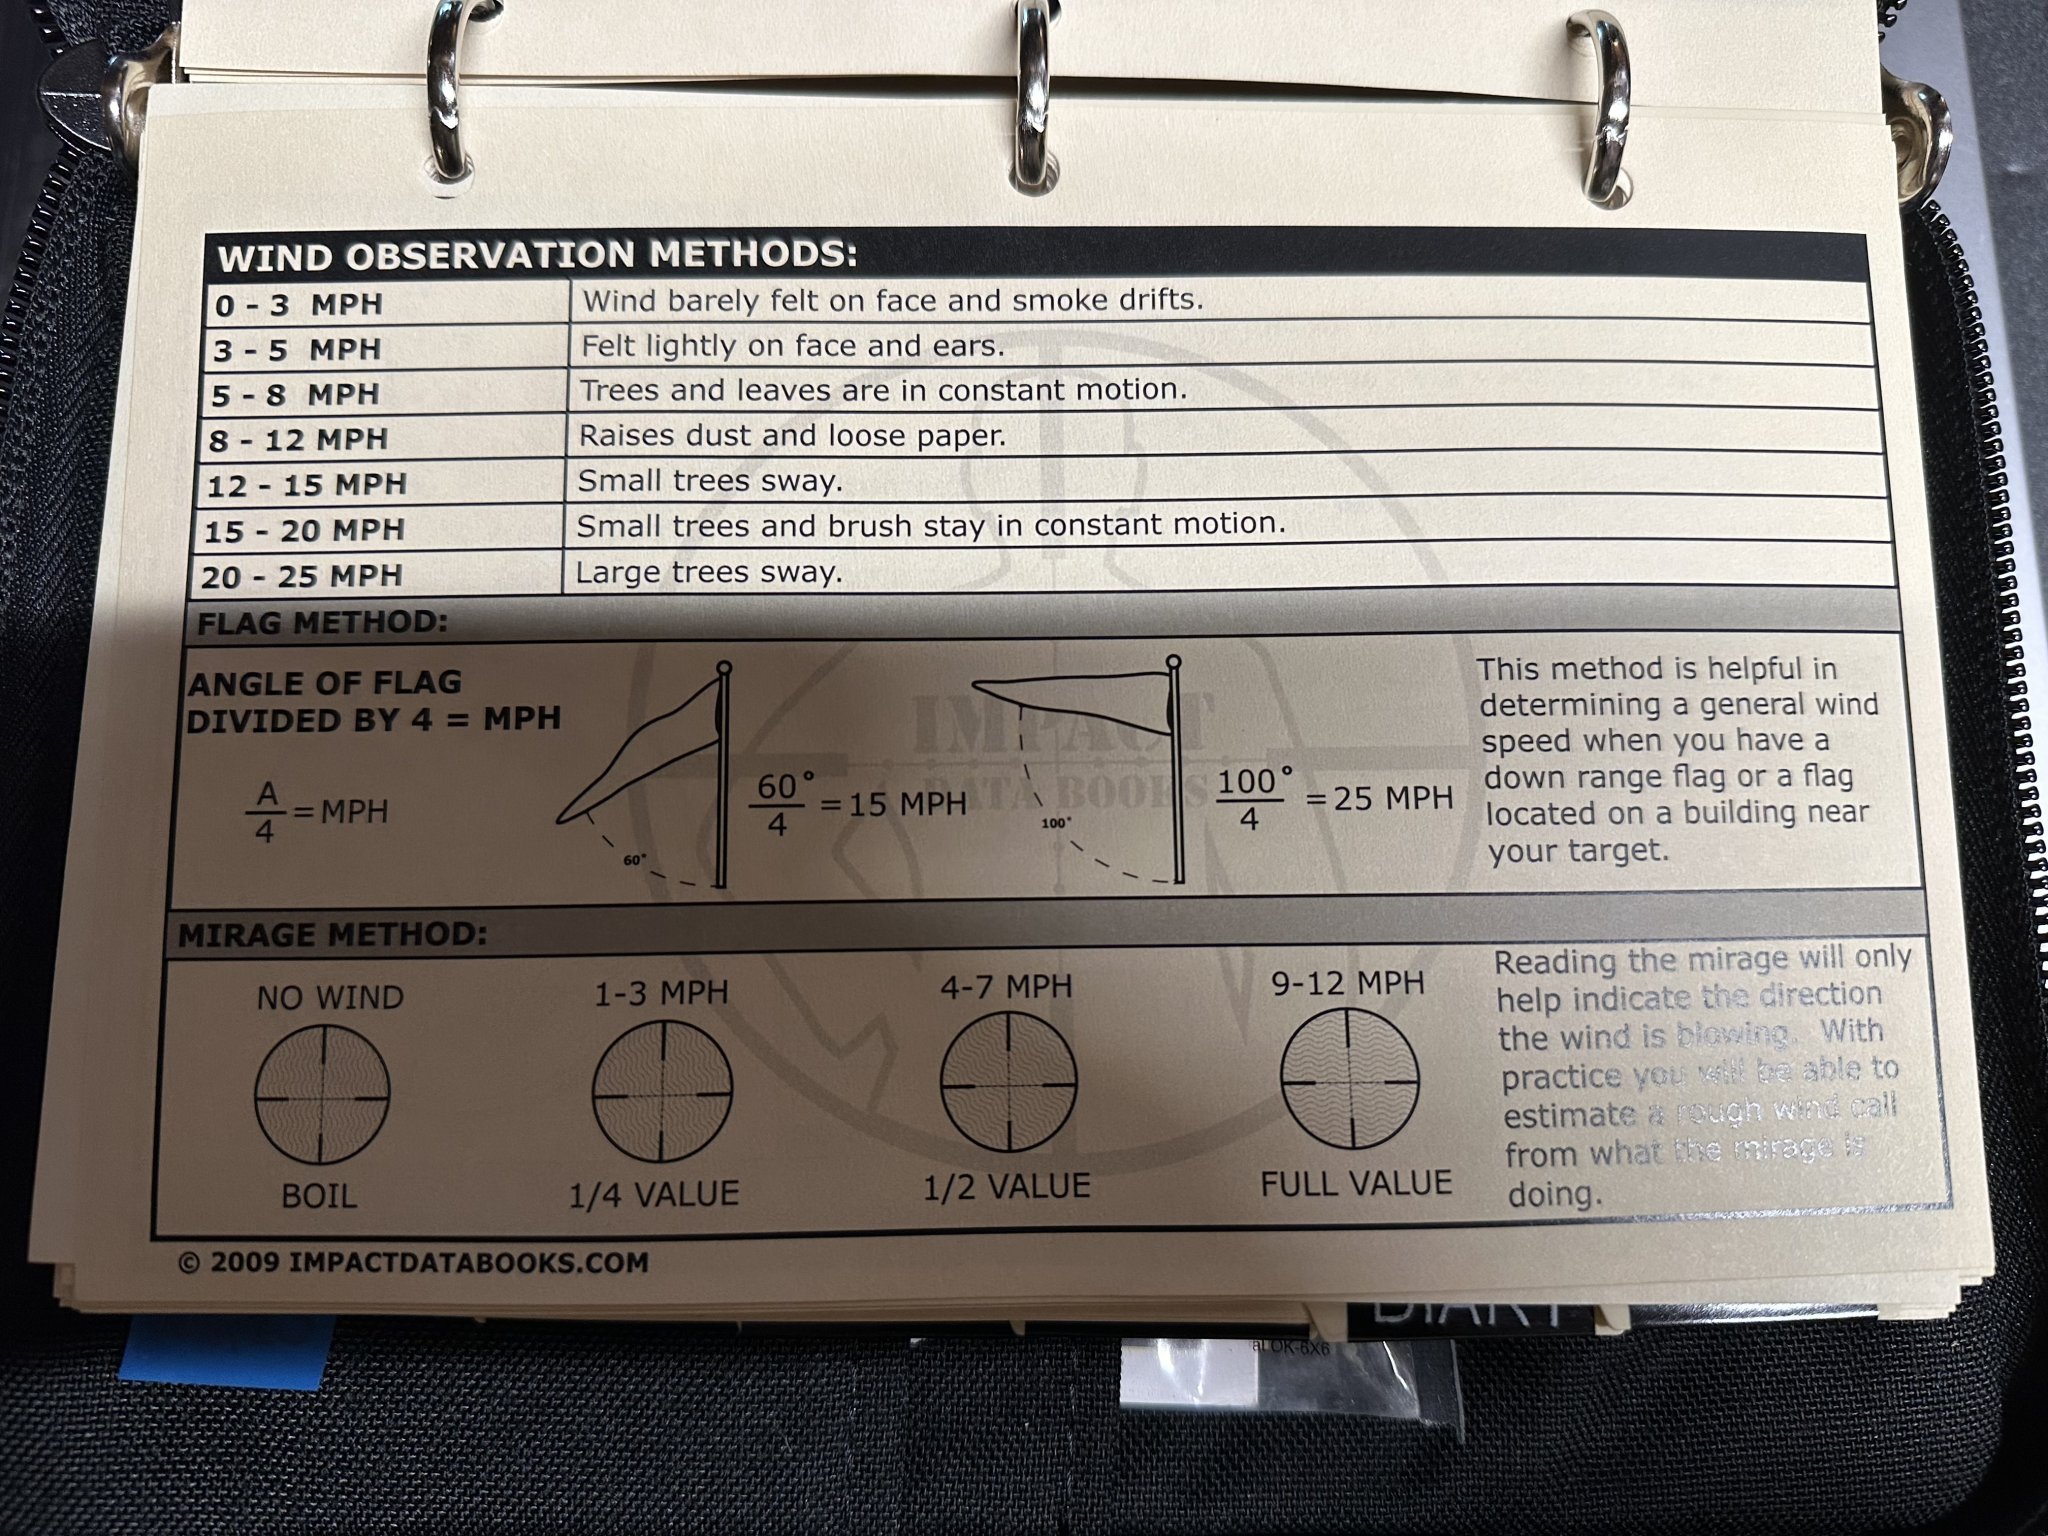 WIND OBSERVATION METHODS:
0 - 3 MPH Wind barely felt on face and smoke drifts.
3 - 5 MPH Felt lightly on face and ears.
5 - 8 MPH Trees and leaves are in constant motion.
8 - 12 MPH Raises dust and loose paper.
12 - 15 MPH Small trees sway.
15 - 20 MPH Small trees and brush stay in constant motion.
20 - 25 MPH Large trees sway.
FLAG METHOD:
ANGLE OF FLAG
DIVIDED BY 4 = MPH
A/4 = MPH
60°
60°/4 = 15 MPH
100°
100°/4 = 25 MPH
This method is helpful in
determining a general wind
speed when you have a
down range flag or a flag
located on a building near
your target.
IMPACT
DATA BOOKS
MIRAGE METHOD:
NO WIND
BOIL
1-3 MPH
1/4 VALUE
4-7 MPH
1/2 VALUE
9-12 MPH
FULL VALUE
Reading the mirage will only
help indicate the direction
the wind is blowing. With
practice you will be able to
estimate a rough wind call
from what the mirage is
doing.
© 2009 IMPACTDATABOOKS.COM
DIARY